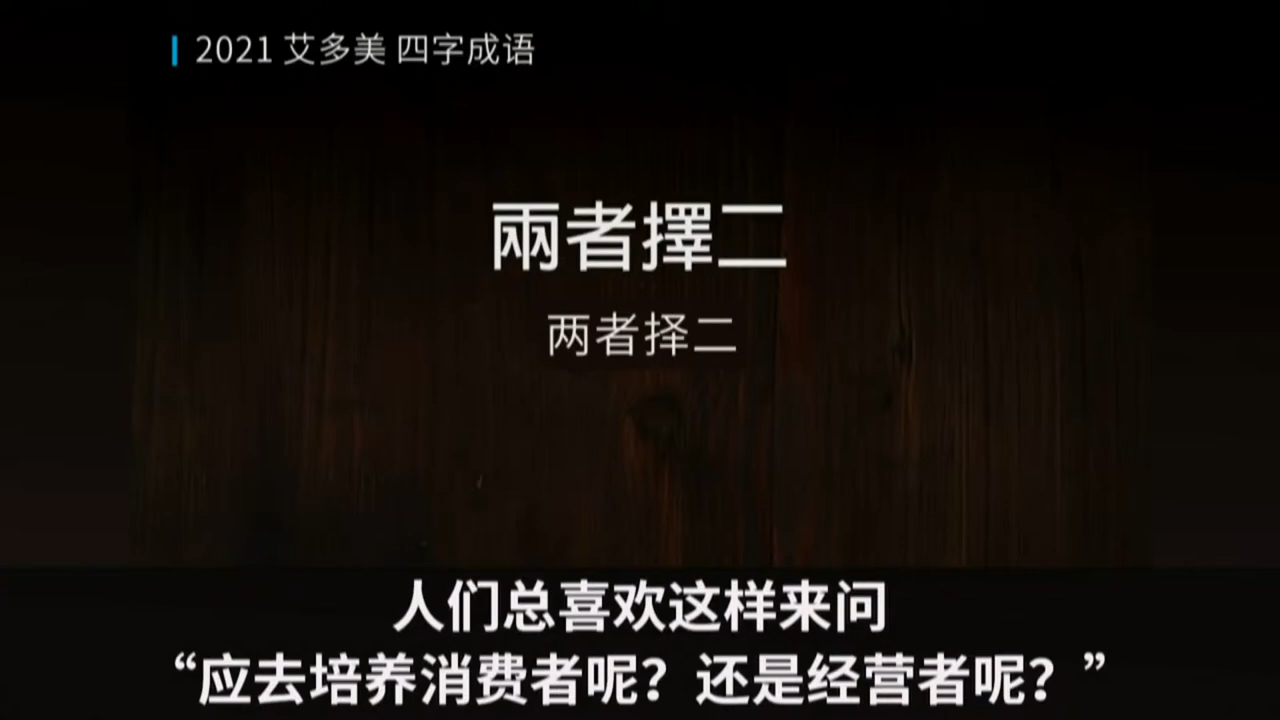 2021 艾多美 四字成语
兩者擇二
两者择二
人们总喜欢这样来问
“应去培养消费者呢？还是经营者呢？”